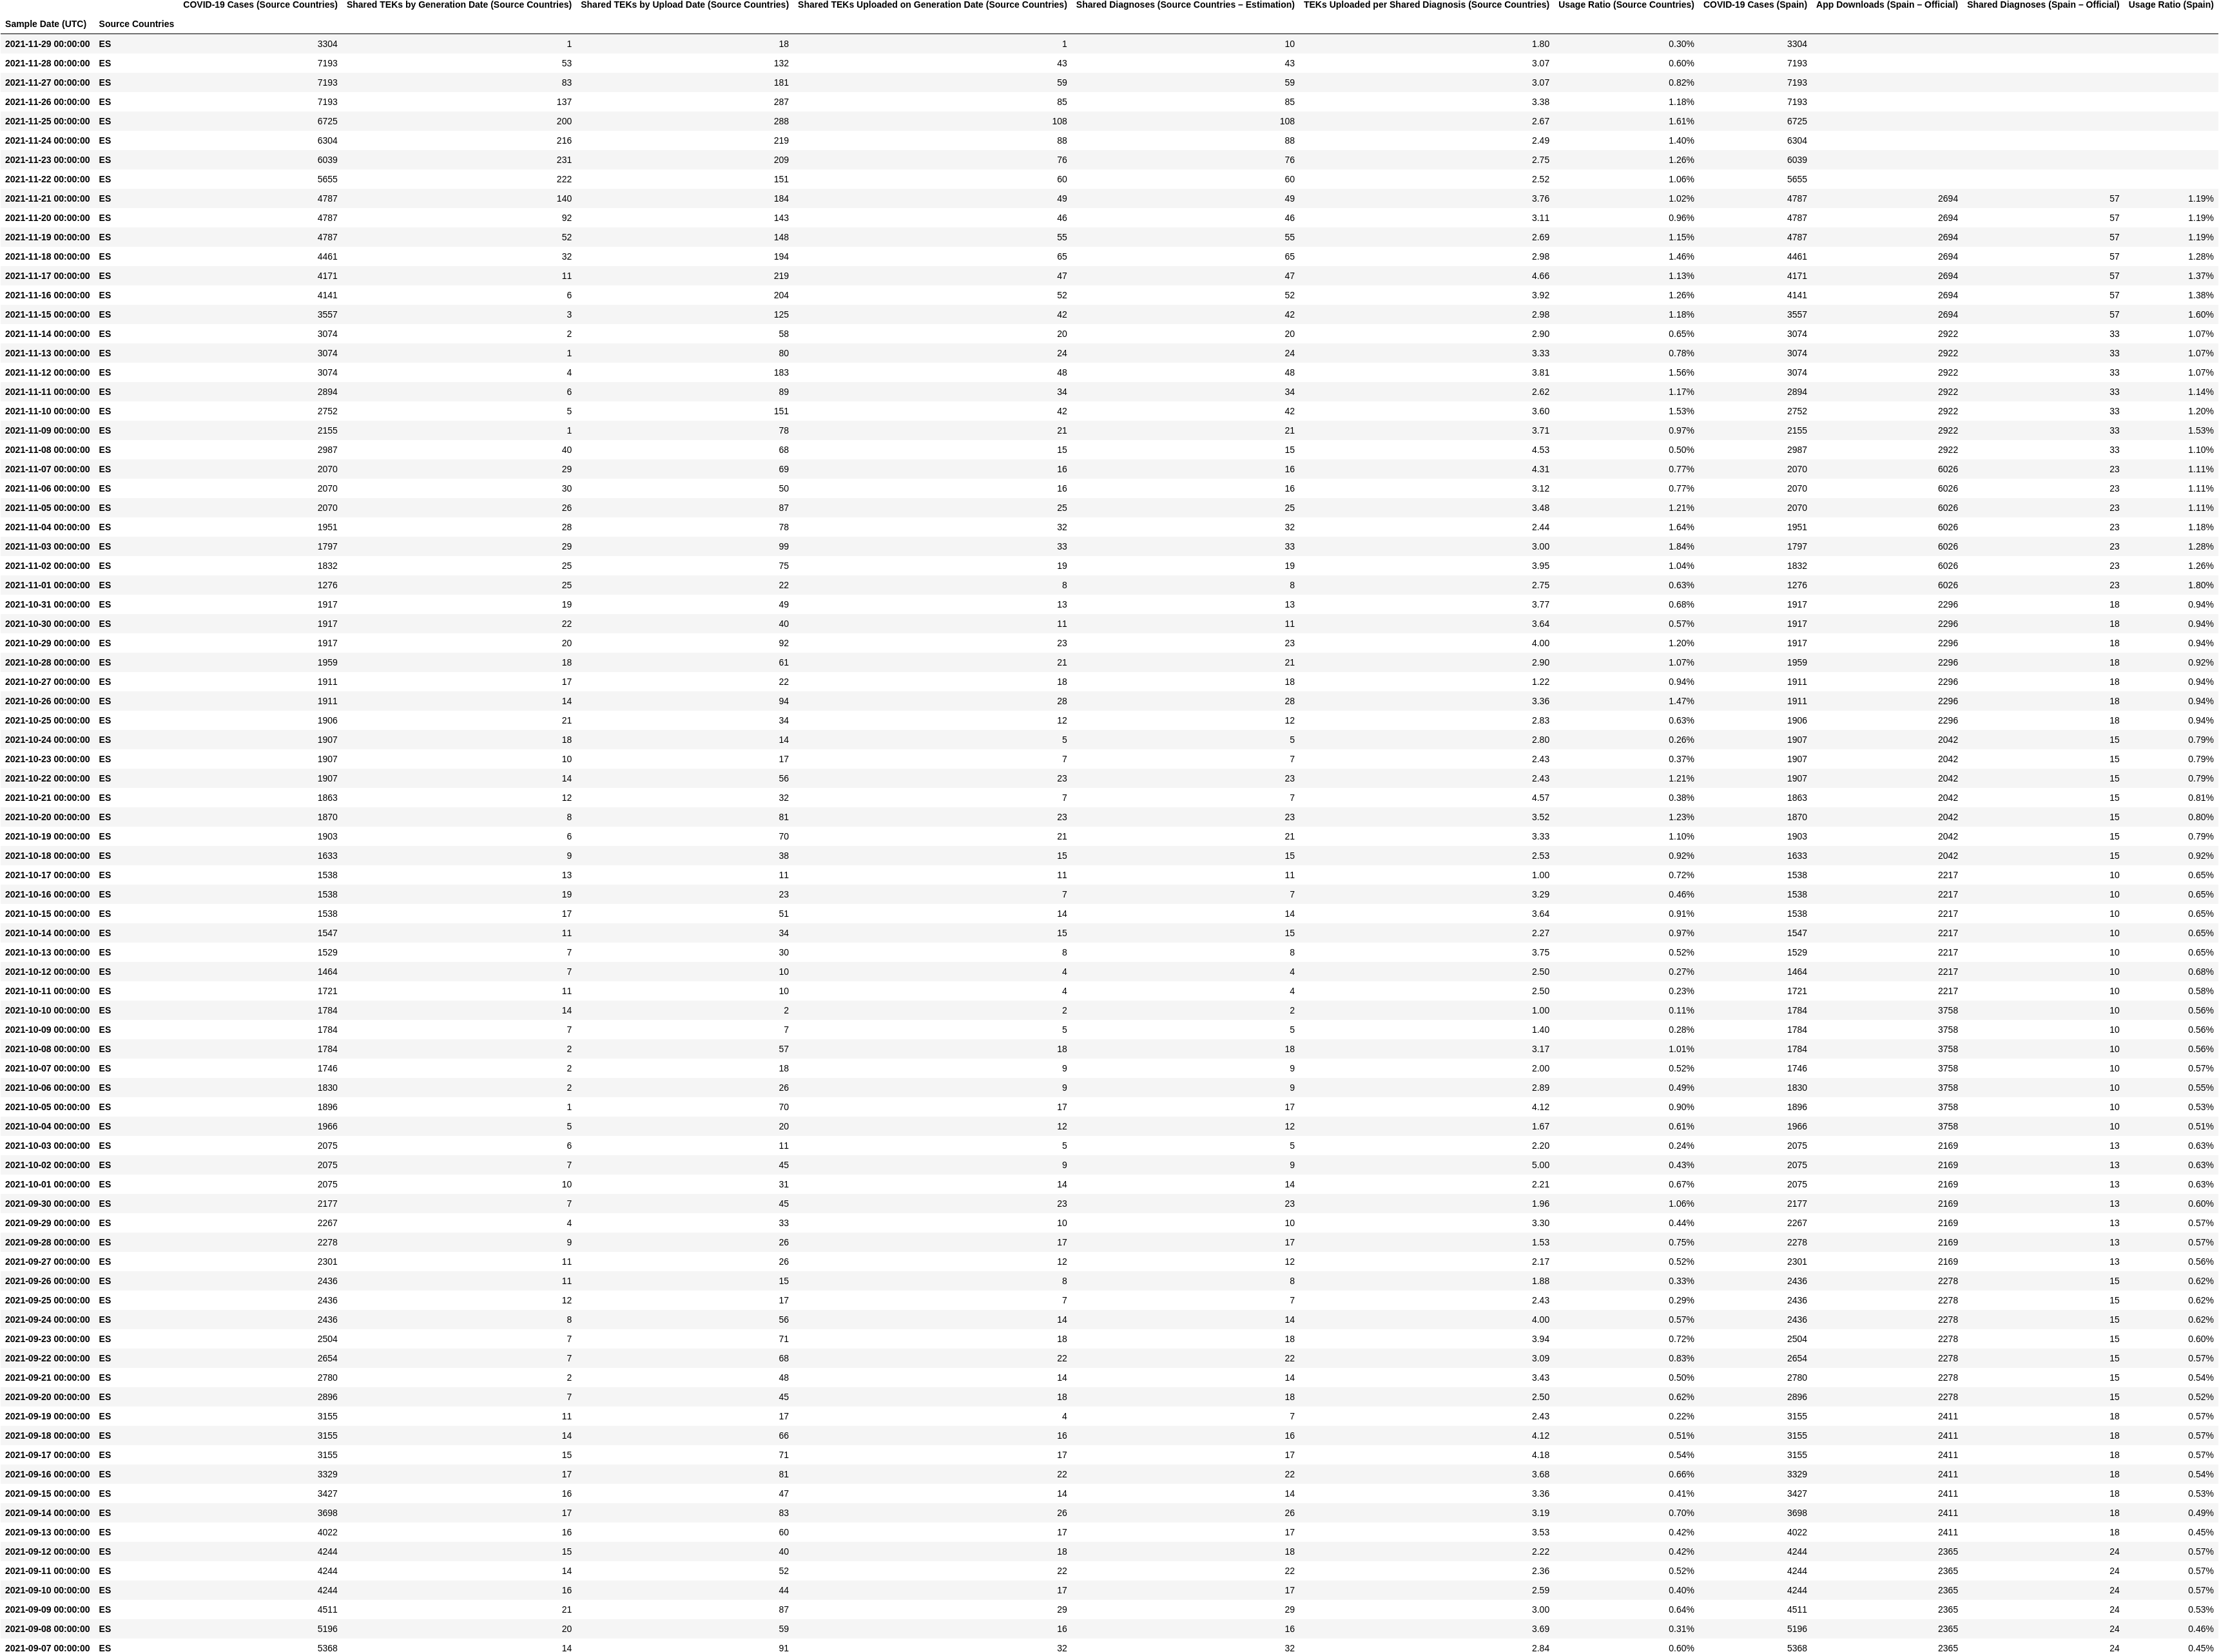 COVID-19 Cases (Source Countries) Shared TEKs by Generation Date (Source Countries) Shared TEKs by Upload Date (Source Countries) Shared TEKs Uploaded on Generation Date (Source Countries) Shared Diagnoses (Source Countries – Estimation) TEKs Uploaded per Shared Diagnosis (Source Countries) Usage Ratio (Source Countries) COVID-19 Cases (Spain) App Downloads (Spain – Official) Shared Diagnoses (Spain – Official) Usage Ratio (Spain)
Sample Date (UTC) Source Countries
2021-11-29 00:00:00 ES 3304 1 18 1 10 1.80 0.30% 3304
2021-11-28 00:00:00 ES 7193 53 132 43 43 3.07 0.60% 7193
2021-11-27 00:00:00 ES 7193 83 181 59 59 3.07 0.82% 7193
2021-11-26 00:00:00 ES 7193 137 287 85 85 3.38 1.18% 7193
2021-11-25 00:00:00 ES 6725 200 288 108 108 2.67 1.61% 6725
2021-11-24 00:00:00 ES 6304 216 219 88 88 2.49 1.40% 6304
2021-11-23 00:00:00 ES 6039 231 209 76 76 2.75 1.26% 6039
2021-11-22 00:00:00 ES 5655 222 151 60 60 2.52 1.06% 5655
2021-11-21 00:00:00 ES 4787 140 184 49 49 3.76 1.02% 4787 2694 57 1.19%
2021-11-20 00:00:00 ES 4787 92 143 46 46 3.11 0.96% 4787 2694 57 1.19%
2021-11-19 00:00:00 ES 4787 52 148 55 55 2.69 1.15% 4787 2694 57 1.19%
2021-11-18 00:00:00 ES 4461 32 194 65 65 2.98 1.46% 4461 2694 57 1.28%
2021-11-17 00:00:00 ES 4171 11 219 47 47 4.66 1.13% 4171 2694 57 1.37%
2021-11-16 00:00:00 ES 4141 6 204 52 52 3.92 1.26% 4141 2694 57 1.38%
2021-11-15 00:00:00 ES 3557 3 125 42 42 2.98 1.18% 3557 2694 57 1.60%
2021-11-14 00:00:00 ES 3074 2 58 20 20 2.90 0.65% 3074 2922 33 1.07%
2021-11-13 00:00:00 ES 3074 1 80 24 24 3.33 0.78% 3074 2922 33 1.07%
2021-11-12 00:00:00 ES 3074 4 183 48 48 3.81 1.56% 3074 2922 33 1.07%
2021-11-11 00:00:00 ES 2894 6 89 34 34 2.62 1.17% 2894 2922 33 1.14%
2021-11-10 00:00:00 ES 2752 5 151 42 42 3.60 1.53% 2752 2922 33 1.20%
2021-11-09 00:00:00 ES 2155 1 78 21 21 3.71 0.97% 2155 2922 33 1.53%
2021-11-08 00:00:00 ES 2987 40 68 15 15 4.53 0.50% 2987 2922 33 1.10%
2021-11-07 00:00:00 ES 2070 29 69 16 16 4.31 0.77% 2070 6026 23 1.11%
2021-11-06 00:00:00 ES 2070 30 50 16 16 3.12 0.77% 2070 6026 23 1.11%
2021-11-05 00:00:00 ES 2070 26 87 25 25 3.48 1.21% 2070 6026 23 1.11%
2021-11-04 00:00:00 ES 1951 28 78 32 32 2.44 1.64% 1951 6026 23 1.18%
2021-11-03 00:00:00 ES 1797 29 99 33 33 3.00 1.84% 1797 6026 23 1.28%
2021-11-02 00:00:00 ES 1832 25 75 19 19 3.95 1.04% 1832 6026 23 1.26%
2021-11-01 00:00:00 ES 1276 25 22 8 8 2.75 0.63% 1276 6026 23 1.80%
2021-10-31 00:00:00 ES 1917 19 49 13 13 3.77 0.68% 1917 2296 18 0.94%
2021-10-30 00:00:00 ES 1917 22 40 11 11 3.64 0.57% 1917 2296 18 0.94%
2021-10-29 00:00:00 ES 1917 20 92 23 23 4.00 1.20% 1917 2296 18 0.94%
2021-10-28 00:00:00 ES 1959 18 61 21 21 2.90 1.07% 1959 2296 18 0.92%
2021-10-27 00:00:00 ES 1911 17 22 18 18 1.22 0.94% 1911 2296 18 0.94%
2021-10-26 00:00:00 ES 1911 14 94 28 28 3.36 1.47% 1911 2296 18 0.94%
2021-10-25 00:00:00 ES 1906 21 34 12 12 2.83 0.63% 1906 2296 18 0.94%
2021-10-24 00:00:00 ES 1907 18 14 5 5 2.80 0.26% 1907 2042 15 0.79%
2021-10-23 00:00:00 ES 1907 10 17 7 7 2.43 0.37% 1907 2042 15 0.79%
2021-10-22 00:00:00 ES 1907 14 56 23 23 2.43 1.21% 1907 2042 15 0.79%
2021-10-21 00:00:00 ES 1863 12 32 7 7 4.57 0.38% 1863 2042 15 0.81%
2021-10-20 00:00:00 ES 1870 8 81 23 23 3.52 1.23% 1870 2042 15 0.80%
2021-10-19 00:00:00 ES 1903 6 70 21 21 3.33 1.10% 1903 2042 15 0.79%
2021-10-18 00:00:00 ES 1633 9 38 15 15 2.53 0.92% 1633 2042 15 0.92%
2021-10-17 00:00:00 ES 1538 13 11 11 11 1.00 0.72% 1538 2217 10 0.65%
2021-10-16 00:00:00 ES 1538 19 23 7 7 3.29 0.46% 1538 2217 10 0.65%
2021-10-15 00:00:00 ES 1538 17 51 14 14 3.64 0.91% 1538 2217 10 0.65%
2021-10-14 00:00:00 ES 1547 11 34 15 15 2.27 0.97% 1547 2217 10 0.65%
2021-10-13 00:00:00 ES 1529 7 30 8 8 3.75 0.52% 1529 2217 10 0.65%
2021-10-12 00:00:00 ES 1464 7 10 4 4 2.50 0.27% 1464 2217 10 0.68%
2021-10-11 00:00:00 ES 1721 11 10 4 4 2.50 0.23% 1721 2217 10 0.58%
2021-10-10 00:00:00 ES 1784 14 2 2 2 1.00 0.11% 1784 3758 10 0.56%
2021-10-09 00:00:00 ES 1784 7 7 5 5 1.40 0.28% 1784 3758 10 0.56%
2021-10-08 00:00:00 ES 1784 2 57 18 18 3.17 1.01% 1784 3758 10 0.56%
2021-10-07 00:00:00 ES 1746 2 18 9 9 2.00 0.52% 1746 3758 10 0.57%
2021-10-06 00:00:00 ES 1830 2 26 9 9 2.89 0.49% 1830 3758 10 0.55%
2021-10-05 00:00:00 ES 1896 1 70 17 17 4.12 0.90% 1896 3758 10 0.53%
2021-10-04 00:00:00 ES 1966 5 20 12 12 1.67 0.61% 1966 3758 10 0.51%
2021-10-03 00:00:00 ES 2075 6 11 5 5 2.20 0.24% 2075 2169 13 0.63%
2021-10-02 00:00:00 ES 2075 7 45 9 9 5.00 0.43% 2075 2169 13 0.63%
2021-10-01 00:00:00 ES 2075 10 31 14 14 2.21 0.67% 2075 2169 13 0.63%
2021-09-30 00:00:00 ES 2177 7 45 23 23 1.96 1.06% 2177 2169 13 0.60%
2021-09-29 00:00:00 ES 2267 4 33 10 10 3.30 0.44% 2267 2169 13 0.57%
2021-09-28 00:00:00 ES 2278 9 26 17 17 1.53 0.75% 2278 2169 13 0.57%
2021-09-27 00:00:00 ES 2301 11 26 12 12 2.17 0.52% 2301 2169 13 0.56%
2021-09-26 00:00:00 ES 2436 11 15 8 8 1.88 0.33% 2436 2278 15 0.62%
2021-09-25 00:00:00 ES 2436 12 17 7 7 2.43 0.29% 2436 2278 15 0.62%
2021-09-24 00:00:00 ES 2436 8 56 14 14 4.00 0.57% 2436 2278 15 0.62%
2021-09-23 00:00:00 ES 2504 7 71 18 18 3.94 0.72% 2504 2278 15 0.60%
2021-09-22 00:00:00 ES 2654 7 68 22 22 3.09 0.83% 2654 2278 15 0.57%
2021-09-21 00:00:00 ES 2780 2 48 14 14 3.43 0.50% 2780 2278 15 0.54%
2021-09-20 00:00:00 ES 2896 7 45 18 18 2.50 0.62% 2896 2278 15 0.52%
2021-09-19 00:00:00 ES 3155 11 17 4 7 2.43 0.22% 3155 2411 18 0.57%
2021-09-18 00:00:00 ES 3155 14 66 16 16 4.12 0.51% 3155 2411 18 0.57%
2021-09-17 00:00:00 ES 3155 15 71 17 17 4.18 0.54% 3155 2411 18 0.57%
2021-09-16 00:00:00 ES 3329 17 81 22 22 3.68 0.66% 3329 2411 18 0.54%
2021-09-15 00:00:00 ES 3427 16 47 14 14 3.36 0.41% 3427 2411 18 0.53%
2021-09-14 00:00:00 ES 3698 17 83 26 26 3.19 0.70% 3698 2411 18 0.49%
2021-09-13 00:00:00 ES 4022 16 60 17 17 3.53 0.42% 4022 2411 18 0.45%
2021-09-12 00:00:00 ES 4244 15 40 18 18 2.22 0.42% 4244 2365 24 0.57%
2021-09-11 00:00:00 ES 4244 14 52 22 22 2.36 0.52% 4244 2365 24 0.57%
2021-09-10 00:00:00 ES 4244 16 44 17 17 2.59 0.40% 4244 2365 24 0.57%
2021-09-09 00:00:00 ES 4511 21 87 29 29 3.00 0.64% 4511 2365 24 0.53%
2021-09-08 00:00:00 ES 5196 20 59 16 16 3.69 0.31% 5196 2365 24 0.46%
2021-09-07 00:00:00 ES 5368 14 91 32 32 2.84 0.60% 5368 2365 24 0.45%